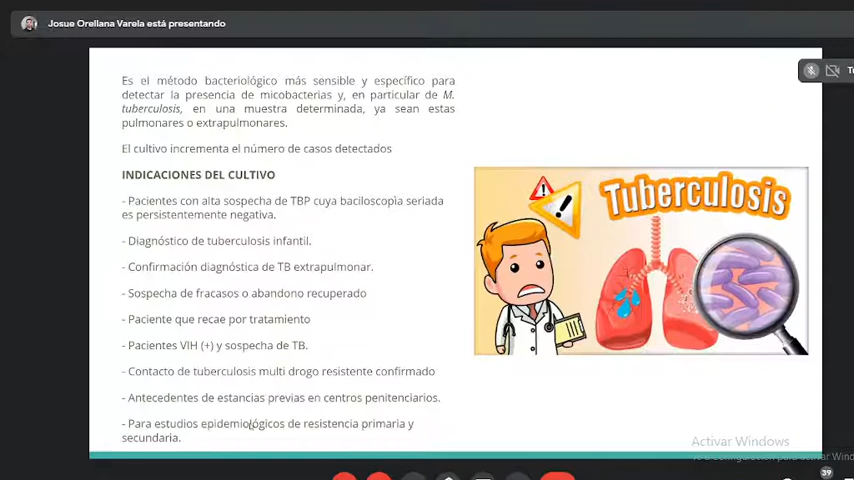 Josue Orellana Varela está presentando
Es el método bacteriológico más sensible y específico para
detectar la presencia de micobacterias y, en particular de M.
tuberculosis, en una muestra determinada, ya sean estas
pulmonares o extrapulmonares.
El cultivo incrementa el número de casos detectados
INDICACIONES DEL CULTIVO
- Pacientes con alta sospecha de TBP cuya baciloscopìa seriada
es persistentemente negativa.
- Diagnóstico de tuberculosis infantil.
- Confirmación diagnóstica de TB extrapulmonar.
- Sospecha de fracasos o abandono recuperado
- Paciente que recae por tratamiento
- Pacientes VIH (+) y sospecha de TB.
- Contacto de tuberculosis multi drogo resistente confirmado
- Antecedentes de estancias previas en centros penitenciarios.
- Para estudios epidemiológicos de resistencia primaria y
secundaria.
Tuberculosis
Activar Windows
39